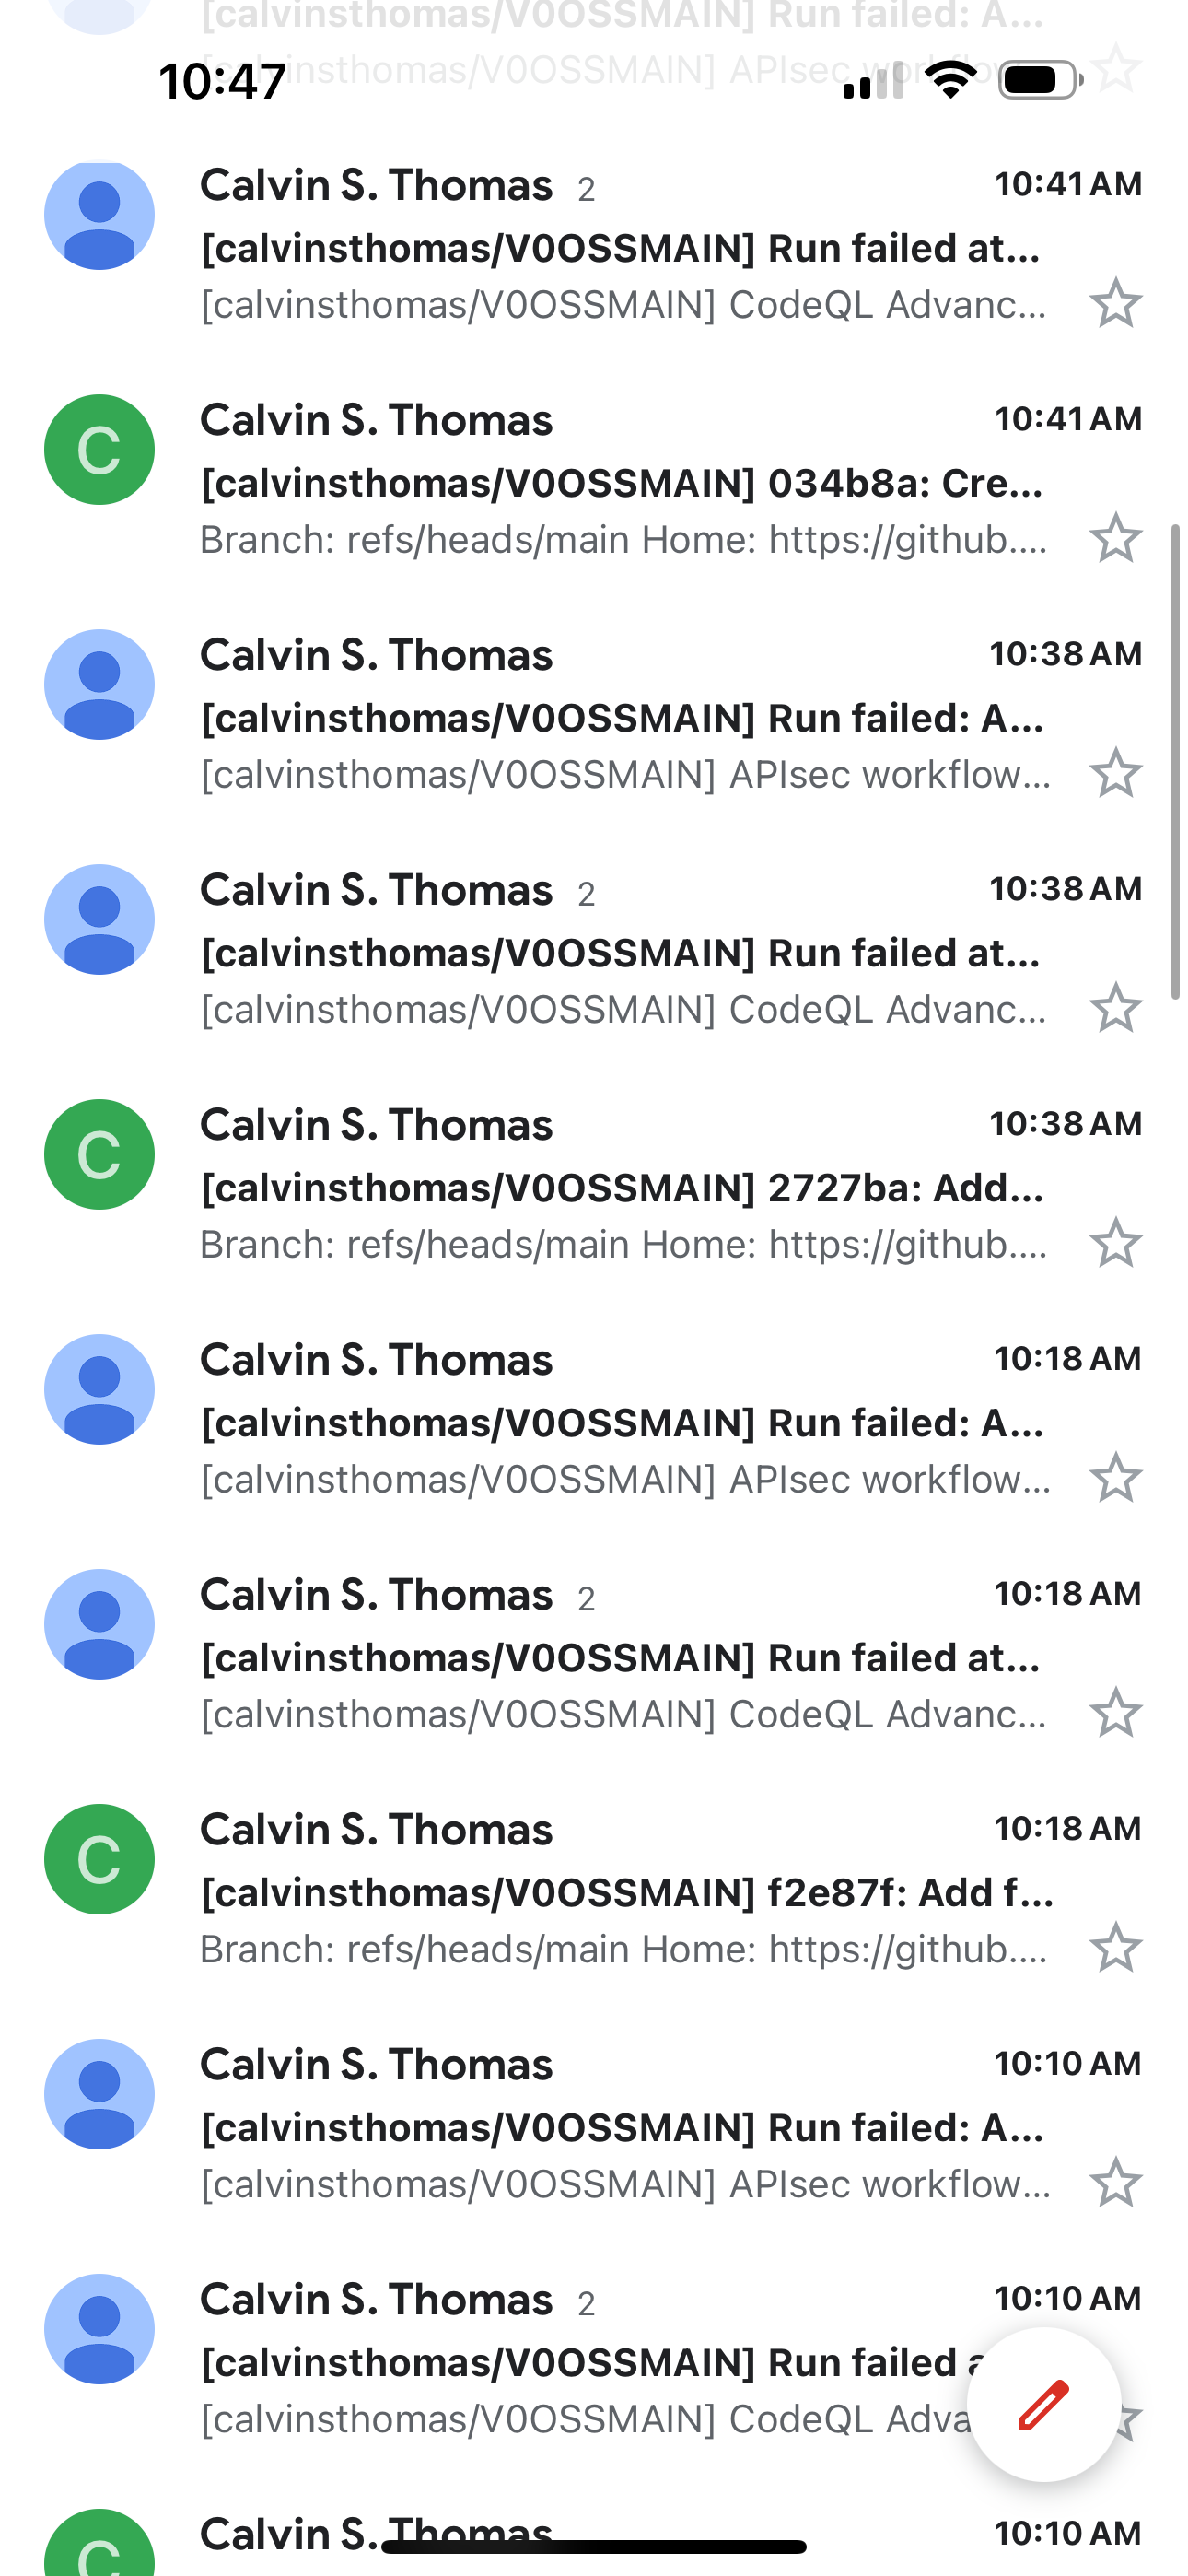 [calvinsthomas/V0OSSMAIN] Run failed: A...
[calvinsthomas/V0OSSMAIN] APIsec workflow
10:47
Calvin S. Thomas 2 10:41 AM
[calvinsthomas/V0OSSMAIN] Run failed at...
[calvinsthomas/V0OSSMAIN] CodeQL Advanc...
C Calvin S. Thomas 10:41 AM
[calvinsthomas/V0OSSMAIN] 034b8a: Cre...
Branch: refs/heads/main Home: https://github....
Calvin S. Thomas 10:38 AM
[calvinsthomas/V0OSSMAIN] Run failed: A...
[calvinsthomas/V0OSSMAIN] APIsec workflow...
Calvin S. Thomas 2 10:38 AM
[calvinsthomas/V0OSSMAIN] Run failed at...
[calvinsthomas/V0OSSMAIN] CodeQL Advanc...
C Calvin S. Thomas 10:38 AM
[calvinsthomas/V0OSSMAIN] 2727ba: Add...
Branch: refs/heads/main Home: https://github....
Calvin S. Thomas 10:18 AM
[calvinsthomas/V0OSSMAIN] Run failed: A...
[calvinsthomas/V0OSSMAIN] APIsec workflow...
Calvin S. Thomas 2 10:18 AM
[calvinsthomas/V0OSSMAIN] Run failed at...
[calvinsthomas/V0OSSMAIN] CodeQL Advanc...
C Calvin S. Thomas 10:18 AM
[calvinsthomas/V0OSSMAIN] f2e87f: Add f...
Branch: refs/heads/main Home: https://github....
Calvin S. Thomas 10:10 AM
[calvinsthomas/V0OSSMAIN] Run failed: A...
[calvinsthomas/V0OSSMAIN] APIsec workflow...
Calvin S. Thomas 2 10:10 AM
[calvinsthomas/V0OSSMAIN] Run failed a
[calvinsthomas/V0OSSMAIN] CodeQL Adva
C Calvin S. Thomas 10:10 AM